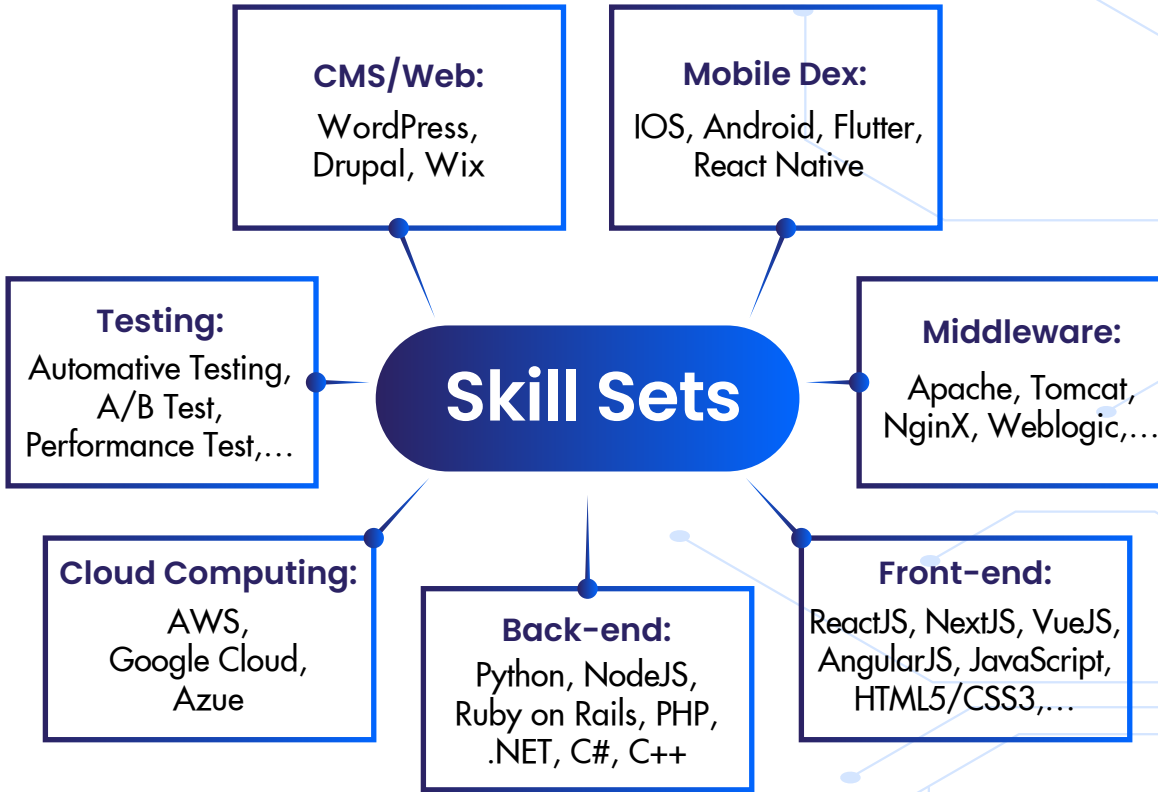 CMS/Web:
WordPress,
Drupal, Wix
Mobile Dex:
IOS, Android, Flutter,
React Native
Testing:
Automative Testing,
A/B Test,
Performance Test,...
Skill Sets
Middleware:
Apache, Tomcat,
NginX, Weblogic,...
Cloud Computing:
AWS,
Google Cloud,
Azue
Back-end:
Python, NodeJS,
Ruby on Rails, PHP,
.NET, C#, C++
Front-end:
ReactJS, NextJS, VueJS,
AngularJS, JavaScript,
HTML5/CSS3,...